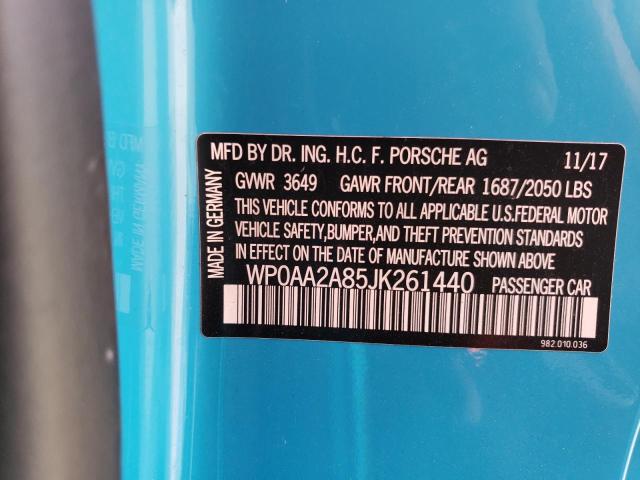 MFD BY DR. ING. H.C. F. PORSCHE AG 11/17
GVWR 3649 GAWR FRONT/REAR 1687/2050 LBS
THIS VEHICLE CONFORMS TO ALL APPLICABLE U.S.FEDERAL MOTOR
VEHICLE SAFETY,BUMPER,AND THEFT PREVENTION STANDARDS
IN EFFECT ON THE DATE OF MANUFACTURE SHOWN ABOVE
WP0AA2A85JK261440 PASSENGER CAR
982.010.036
MADE IN GERMANY